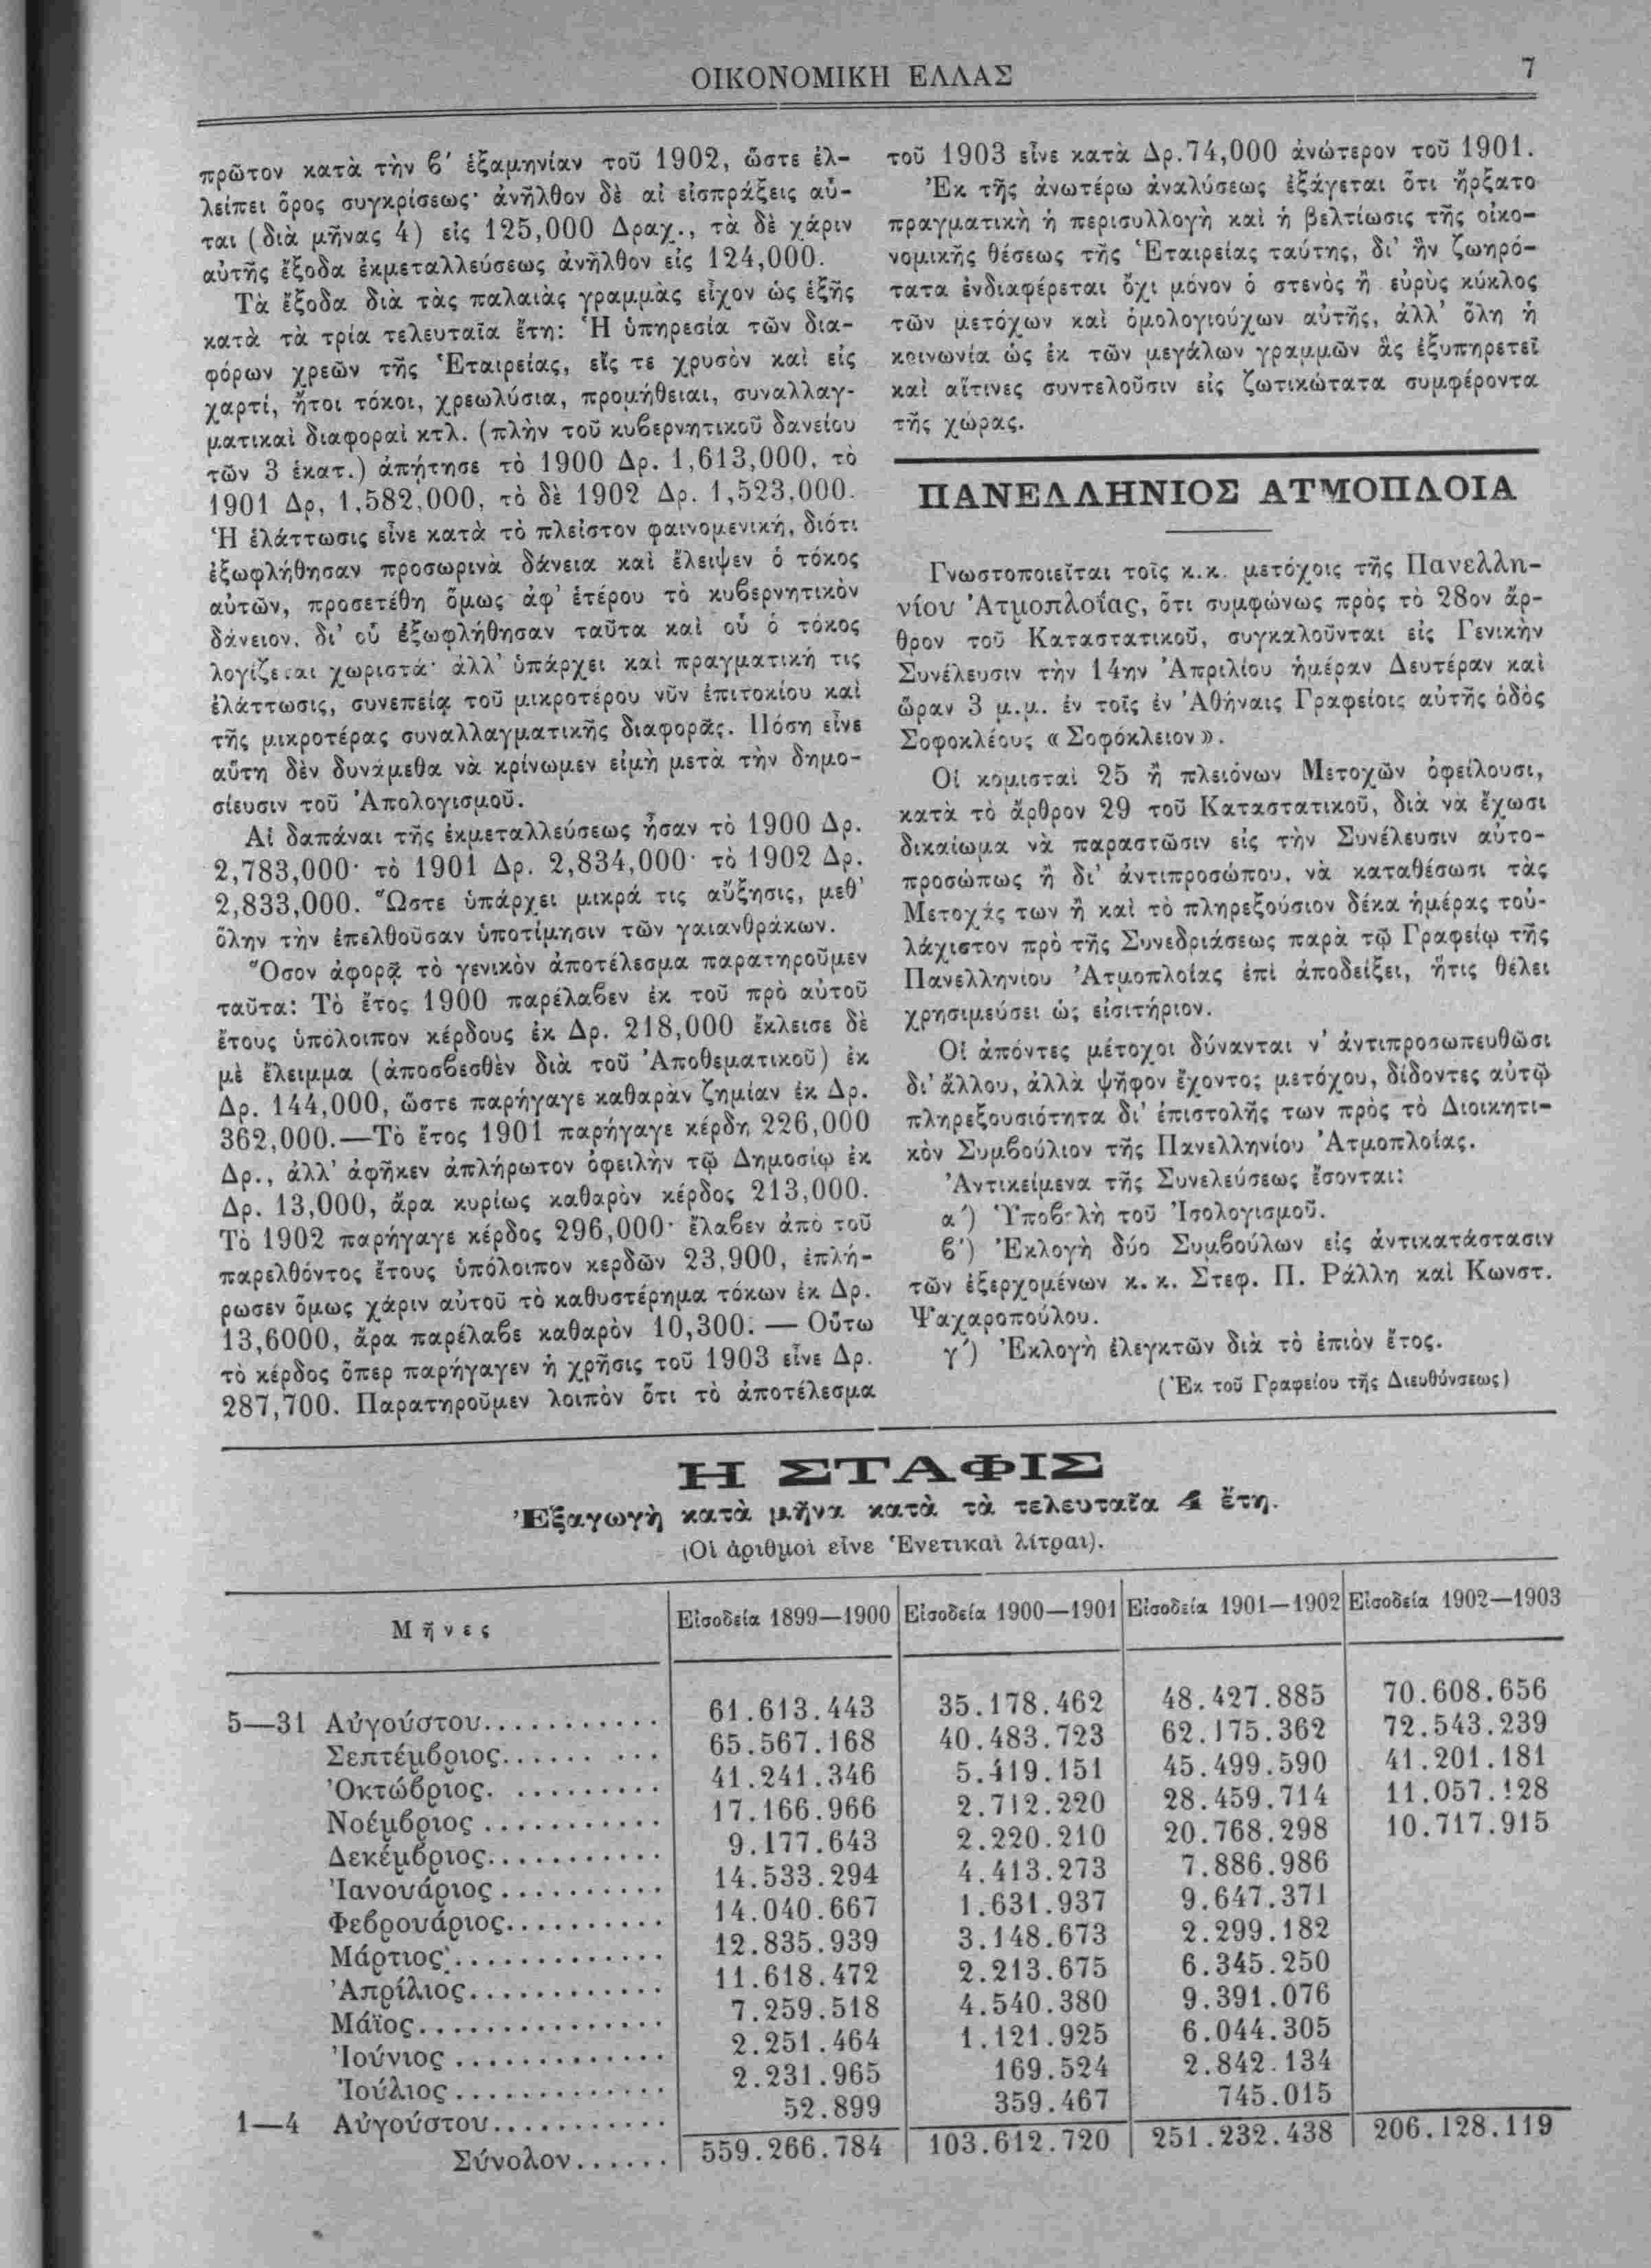 ΟΙΚΟΝΟΜΙΚΗ ΕΛΛΑΣ
7
πρῶτον κατὰ τὴν ϐ′ ἑξαμηνίαν τοῦ 1902, ὥστε ἐλ-
λείπει ὅρος συγκρίσεως· ἀνῆλθον δὲ αἱ εἰσπράξεις αὗ-
ται (διὰ μῆνας 4) εἰς 125,000 Δραχ., τὰ δὲ χάριν
αὐτῆς ἔξοδα ἐκμεταλλεύσεως ἀνῆλθον εἰς 124,000.
Τὰ ἔξοδα διὰ τὰς παλαιὰς γραμμὰς εἶχον ὡς ἑξῆς
κατὰ τὰ τρία τελευταῖα ἔτη: Ἡ ὑπηρεσία τῶν δια-
φόρων χρεῶν τῆς Ἑταιρείας, εἴς τε χρυσὸν καὶ εἰς
χαρτί, ἤτοι τόκοι, χρεωλύσια, προμήθειαι, συναλλαγ-
ματικαὶ διαφοραὶ κτλ. (πλὴν τοῦ κυϐερνητικοῦ δανείου
τῶν 3 ἑκατ.) ἀπῄτησε τὸ 1900 Δρ. 1,613,000, τὸ
1901 Δρ, 1,582,000, τὸ δὲ 1902 Δρ. 1,523,000.
Ἡ ἐλάττωσις εἶνε κατὰ τὸ πλεῖστον φαινομενική, διότι
ἐξωφλήθησαν προσωρινὰ δάνεια καὶ ἔλειψεν ὁ τόκος
αὐτῶν, προσετέθη ὅμως ἀφ' ἑτέρου τὸ κυϐερνητικὸν
δάνειον, δι' οὗ ἐξωφλήθησαν ταῦτα καὶ οὗ ὁ τόκος
λογίζεται χωριστά· ἀλλ' ὑπάρχει καὶ πραγματική τις
ἐλάττωσις, συνεπείᾳ τοῦ μικροτέρου νῦν ἐπιτοκίου καὶ
τῆς μικροτέρας συναλλαγματικῆς διαφορᾶς. Πόση εἶνε
αὕτη δὲν δυνάμεθα νὰ κρίνωμεν εἰμὴ μετὰ τὴν δημο-
σίευσιν τοῦ Ἀπολογισμοῦ.
Αἱ δαπάναι τῆς ἐκμεταλλεύσεως ἦσαν τὸ 1900 Δρ.
2,783,000· τὸ 1901 Δρ. 2,834,000· τὸ 1902 Δρ.
2,833,000. Ὥστε ὑπάρχει μικρά τις αὔξησις, μεθ'
ὅλην τὴν ἐπελθοῦσαν ὑποτίμησιν τῶν γαιανθράκων.
Ὅσον ἀφορᾷ τὸ γενικὸν ἀποτέλεσμα παρατηροῦμεν
ταῦτα: Τὸ ἔτος 1900 παρέλαϐεν ἐκ τοῦ πρὸ αὐτοῦ
ἔτους ὑπόλοιπον κέρδους ἐκ Δρ. 218,000 ἔκλεισε δὲ
μὲ ἔλειμμα (ἀποσϐεσθὲν διὰ τοῦ Ἀποθεματικοῦ) ἐκ
Δρ. 144,000, ὥστε παρήγαγε καθαρὰν ζημίαν ἐκ Δρ.
362,000.—Τὸ ἔτος 1901 παρήγαγε κέρδη 226,000
Δρ., ἀλλ' ἀφῆκεν ἀπλήρωτον ὀφειλὴν τῷ Δημοσίῳ ἐκ
Δρ. 13,000, ἄρα κυρίως καθαρὸν κέρδος 213,000.
Τὸ 1902 παρήγαγε κέρδος 296,000· ἔλαϐεν ἀπὸ τοῦ
παρελθόντος ἔτους ὑπόλοιπον κερδῶν 23,900, ἐπλή-
ρωσεν ὅμως χάριν αὐτοῦ τὸ καθυστέρημα τόκων ἐκ Δρ.
13,6000, ἄρα παρέλαϐε καθαρὸν 10,300. — Οὕτω
τὸ κέρδος ὅπερ παρήγαγεν ἡ χρῆσις τοῦ 1903 εἶνε Δρ.
287,700. Παρατηροῦμεν λοιπὸν ὅτι τὸ ἀποτέλεσμα
τοῦ 1903 εἶνε κατὰ Δρ.74,000 ἀνώτερον τοῦ 1901.
Ἐκ τῆς ἀνωτέρω ἀναλύσεως ἐξάγεται ὅτι ἤρξατο
πραγματικὴ ἡ περισυλλογὴ καὶ ἡ βελτίωσις τῆς οἰκο-
νομικῆς θέσεως τῆς Ἑταιρείας ταύτης, δι' ἣν ζωηρό-
τατα ἐνδιαφέρεται ὄχι μόνον ὁ στενὸς ἢ εὐρὺς κύκλος
τῶν μετόχων καὶ ὁμολογιούχων αὐτῆς, ἀλλ' ὅλη ἡ
κοινωνία ὡς ἐκ τῶν μεγάλων γραμμῶν ἃς ἐξυπηρετεῖ
καὶ αἵτινες συντελοῦσιν εἰς ζωτικώτατα συμφέροντα
τῆς χώρας.
ΠΑΝΕΛΛΗΝΙΟΣ ΑΤΜΟΠΛΟΙΑ
Γνωστοποιεῖται τοῖς κ.κ. μετόχοις τῆς Πανελλη-
νίου Ἀτμοπλοΐας, ὅτι συμφώνως πρὸς τὸ 28ον ἄρ-
θρον τοῦ Καταστατικοῦ, συγκαλοῦνται εἰς Γενικὴν
Συνέλευσιν τὴν 14ην Ἀπριλίου ἡμέραν Δευτέραν καὶ
ὥραν 3 μ.μ. ἐν τοῖς ἐν Ἀθήναις Γραφείοις αὐτῆς ὁδὸς
Σοφοκλέους «Σοφόκλειον».
Οἱ κομισταὶ 25 ἢ πλειόνων Μετοχῶν ὀφείλουσι,
κατὰ τὸ ἄρθρον 29 τοῦ Καταστατικοῦ, διὰ νὰ ἔχωσι
δικαίωμα νὰ παραστῶσιν εἰς τὴν Συνέλευσιν αὐτο-
προσώπως ἢ δι' ἀντιπροσώπου, νὰ καταθέσωσι τὰς
Μετοχάς των ἢ καὶ τὸ πληρεξούσιον δέκα ἡμέρας τοὐ-
λάχιστον πρὸ τῆς Συνεδριάσεως παρὰ τῷ Γραφείῳ τῆς
Πανελληνίου Ἀτμοπλοίας ἐπὶ ἀποδείξει, ἥτις θέλει
χρησιμεύσει ὡς εἰσιτήριον.
Οἱ ἀπόντες μέτοχοι δύνανται ν' ἀντιπροσωπευθῶσι
δι' ἄλλου, ἀλλὰ ψῆφον ἔχοντος μετόχου, δίδοντες αὐτῷ
πληρεξουσιότητα δι' ἐπιστολῆς των πρὸς τὸ Διοικητι-
κὸν Συμϐούλιον τῆς Πανελληνίου Ἀτμοπλοίας.
Ἀντικείμενα τῆς Συνελεύσεως ἔσονται:
α′) Ὑποϐολὴ τοῦ Ἰσολογισμοῦ.
ϐ′) Ἐκλογὴ δύο Συμϐούλων εἰς ἀντικατάστασιν
τῶν ἐξερχομένων κ. κ. Στεφ. Π. Ράλλη καὶ Κωνστ.
Ψαχαροπούλου.
γ′) Ἐκλογὴ ἐλεγκτῶν διὰ τὸ ἐπιὸν ἔτος.
(Ἐκ τοῦ Γραφείου τῆς Διευθύνσεως)
Η ΣΤΑΦΙΣ
Ἐξαγωγὴ κατὰ μῆνα κατὰ τὰ τελευταῖα 4 ἔτη.
(Οἱ ἀριθμοὶ εἶνε Ἑνετικαὶ λίτραι).
Μῆνες Εἰσοδεία 1899—1900 Εἰσοδεία 1900—1901 Εἰσοδεία 1901—1902 Εἰσοδεία 1902—1903
5—31 Αὐγούστου........... 61.613.443 35.178.462 48.427.885 70.608.656
Σεπτέμϐριος......... 65.567.168 40.483.723 62.175.362 72.543.239
Ὀκτώϐριος.......... 41.241.346 5.419.151 45.499.590 41.201.181
Νοέμϐριος ........... 17.166.966 2.712.220 28.459.714 11.057.128
Δεκέμϐριος........... 9.177.643 2.220.210 20.768.298 10.717.915
Ἰανουάριος .......... 14.533.294 4.413.273 7.886.986
Φεϐρουάριος.......... 14.040.667 1.631.937 9.647.371
Μάρτιος............. 12.835.939 3.148.673 2.299.182
Ἀπρίλιος............ 11.618.472 2.213.675 6.345.250
Μάϊος............... 7.259.518 4.540.380 9.391.076
Ἰούνιος ............. 2.251.464 1.121.925 6.044.305
Ἰούλιος ............. 2.231.965 169.524 2.842.134
1—4 Αὐγούστου........... 52.899 359.467 745.015
Σύνολον...... 559.266.784 103.612.720 251.232.438 206.128.119